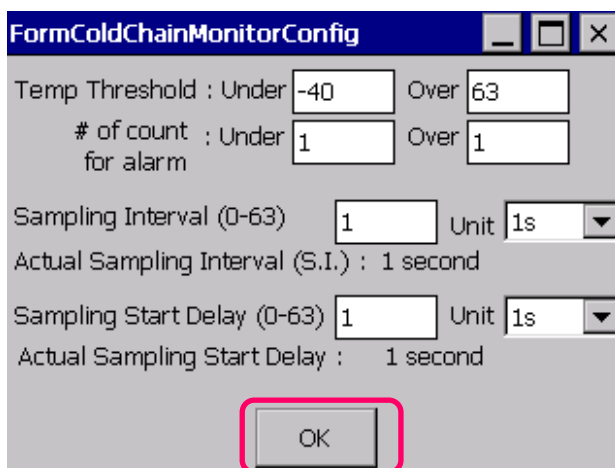 FormColdChainMonitorConfig
Temp Threshold : Under -40 Over 63
# of count for alarm : Under 1 Over 1
Sampling Interval (0-63) 1 Unit 1s
Actual Sampling Interval (S.I.) : 1 second
Sampling Start Delay (0-63) 1 Unit 1s
Actual Sampling Start Delay : 1 second
OK